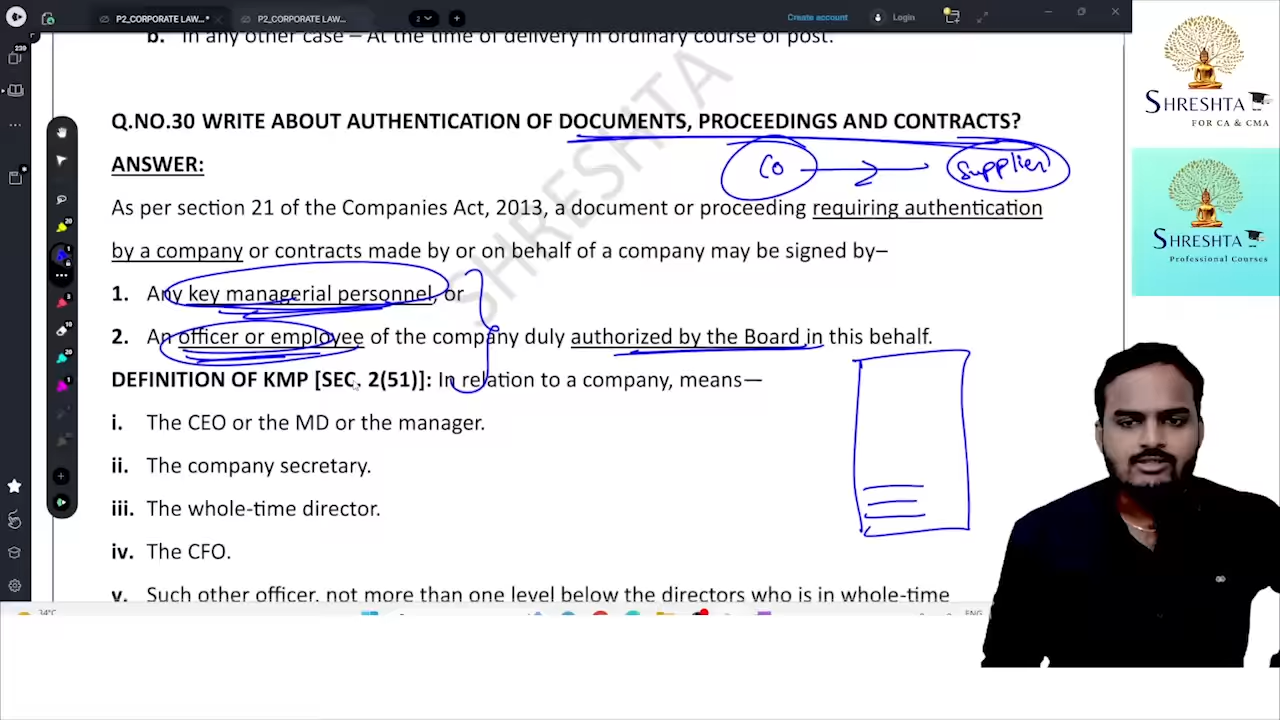 P2_CORPORATE LAW...*
P2_CORPORATE LAW...
2
Create account
Login
239
b. In any other case – At the time of delivery in ordinary course of post.
SHRESHTA
Q.NO.30 WRITE ABOUT AUTHENTICATION OF DOCUMENTS, PROCEEDINGS AND CONTRACTS?
Co
Supplier
ANSWER:
As per section 21 of the Companies Act, 2013, a document or proceeding requiring authentication
by a company or contracts made by or on behalf of a company may be signed by–
1. Any key managerial personnel, or
2. An officer or employee of the company duly authorized by the Board in this behalf.
DEFINITION OF KMP [SEC. 2(51)]: In relation to a company, means—
i. The CEO or the MD or the manager.
ii. The company secretary.
iii. The whole-time director.
iv. The CFO.
v. Such other officer, not more than one level below the directors who is in whole-time
34°C
ENG
SHRESHTA
FOR CA & CMA
SHRESHTA
Professional Courses